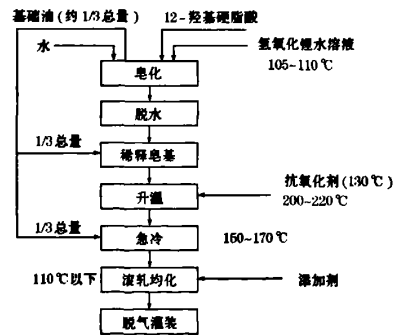 基础油(约1/3总量)
12-羟基硬脂酸
水
氢氧化锂水溶液
105~110℃
皂化
脱水
1/3总量
稀释皂基
升温
抗氧化剂(130℃)
200~220℃
1/3总量
急冷
150~170℃
110℃以下
滚轧均化
添加剂
脱气灌装